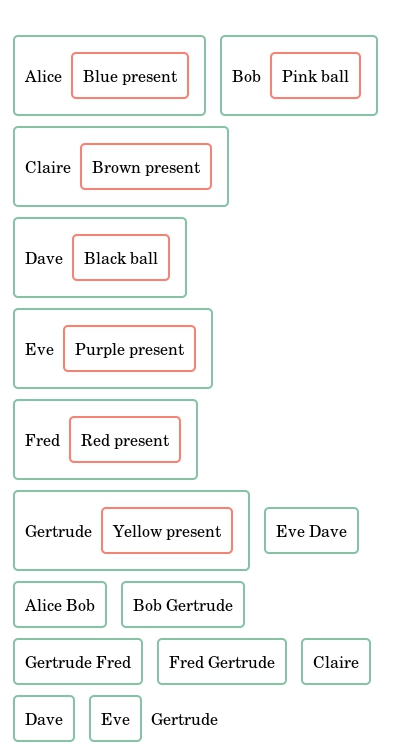 Alice Blue present Bob Pink ball
Claire Brown present
Dave Black ball
Eve Purple present
Fred Red present
Gertrude Yellow present Eve Dave
Alice Bob Bob Gertrude
Gertrude Fred Fred Gertrude Claire
Dave Eve Gertrude